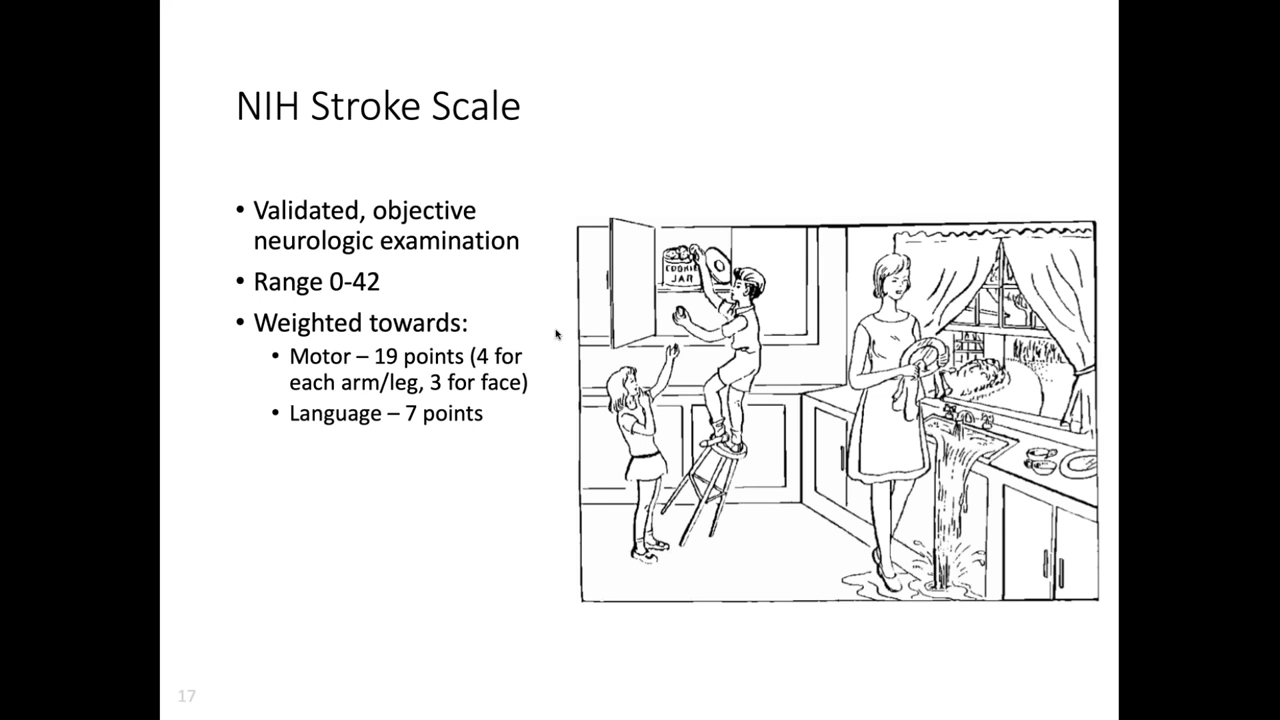 NIH Stroke Scale
• Validated, objective
neurologic examination
• Range 0-42
• Weighted towards:
• Motor – 19 points (4 for
each arm/leg, 3 for face)
• Language – 7 points
COOKIE
JAR
17